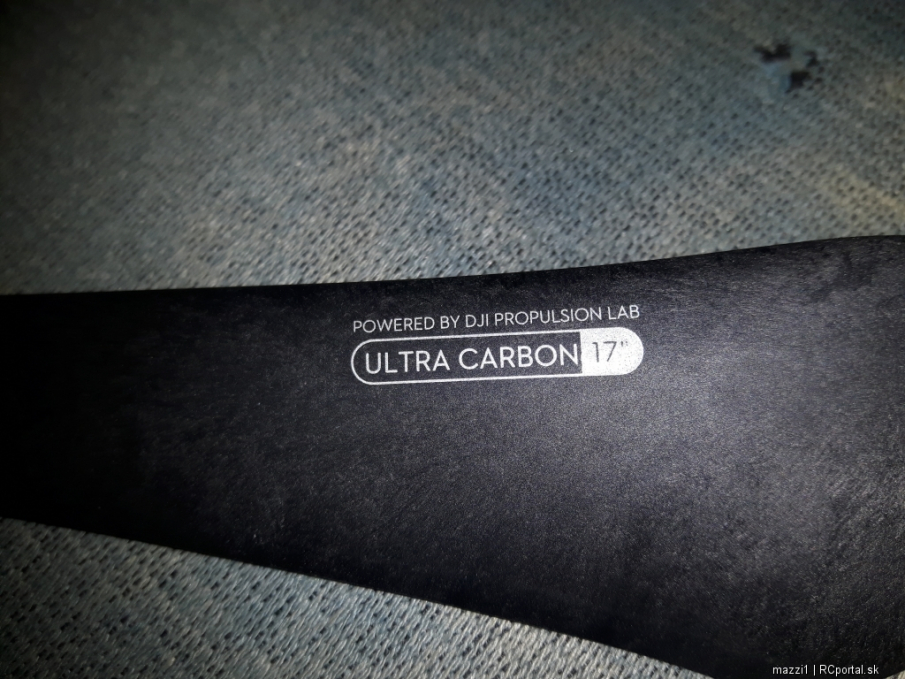 POWERED BY DJI PROPULSION LAB
ULTRA CARBON 17"
mazzi1 | RCportal.sk